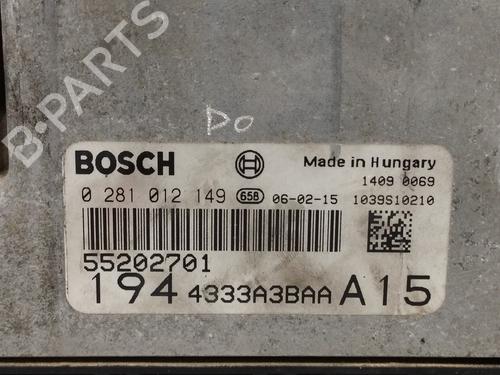 B-PARTS
DO
BOSCH
Made in Hungary
1409 0069
0 281 012 149 658 06-02-15 1039S10210
55202701
194 4333A3BAA A15